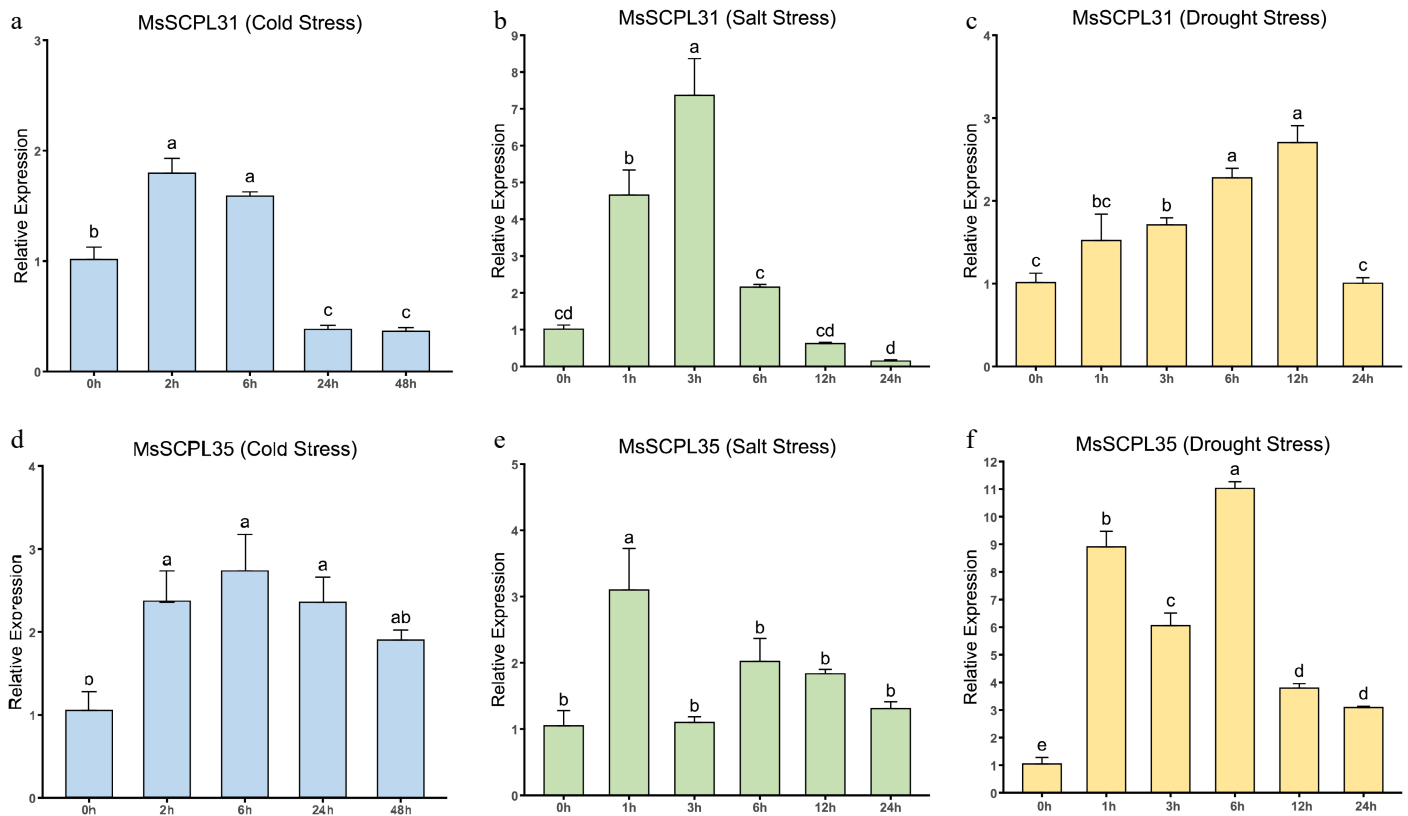 a
MsSCPL31 (Cold Stress)
3
2
1
0
Relative Expression
b
a
a
c
c
0h 2h 6h 24h 48h
b
MsSCPL31 (Salt Stress)
9
8
7
6
5
4
3
2
1
0
Relative Expression
cd
b
a
c
cd
d
0h 1h 3h 6h 12h 24h
c
MsSCPL31 (Drought Stress)
4
3
2
1
0
Relative Expression
c
bc
b
a
a
c
0h 1h 3h 6h 12h 24h
d
MsSCPL35 (Cold Stress)
4
3
2
1
0
Relative Expression
b
a
a
a
ab
0h 2h 6h 24h 48h
e
MsSCPL35 (Salt Stress)
5
4
3
2
1
0
Relative Expression
b
a
b
b
b
b
0h 1h 3h 6h 12h 24h
f
MsSCPL35 (Drought Stress)
12
11
10
9
8
7
6
5
4
3
2
1
0
Relative Expression
e
b
c
a
d
d
0h 1h 3h 6h 12h 24h